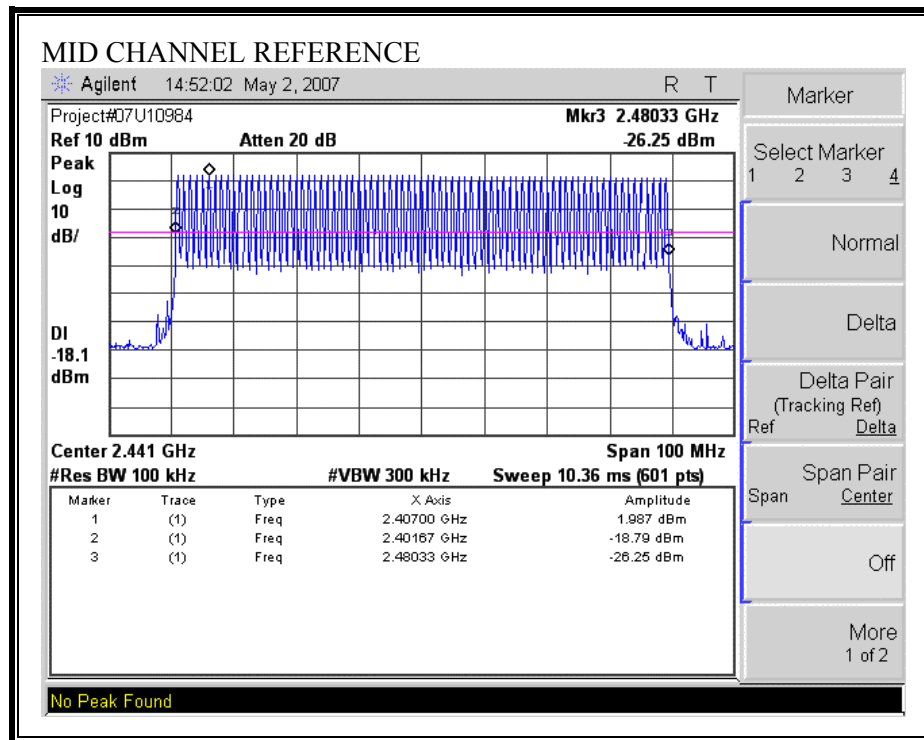 MID CHANNEL REFERENCE
Agilent 14:52:02 May 2, 2007 R T
Project#07U10984 Mkr3 2.48033 GHz
Ref 10 dBm Atten 20 dB -26.25 dBm
Peak
Log
10
dB/
DI
-18.1
dBm
Center 2.441 GHz Span 100 MHz
#Res BW 100 kHz #VBW 300 kHz Sweep 10.36 ms (601 pts)
Marker Trace Type X Axis Amplitude
1 (1) Freq 2.40700 GHz 1.987 dBm
2 (1) Freq 2.40167 GHz -18.79 dBm
3 (1) Freq 2.48033 GHz -26.25 dBm
Marker
Select Marker
1 2 3 4
Normal
Delta
Delta Pair
(Tracking Ref)
Ref Delta
Span Pair
Span Center
Off
More
1 of 2
No Peak Found